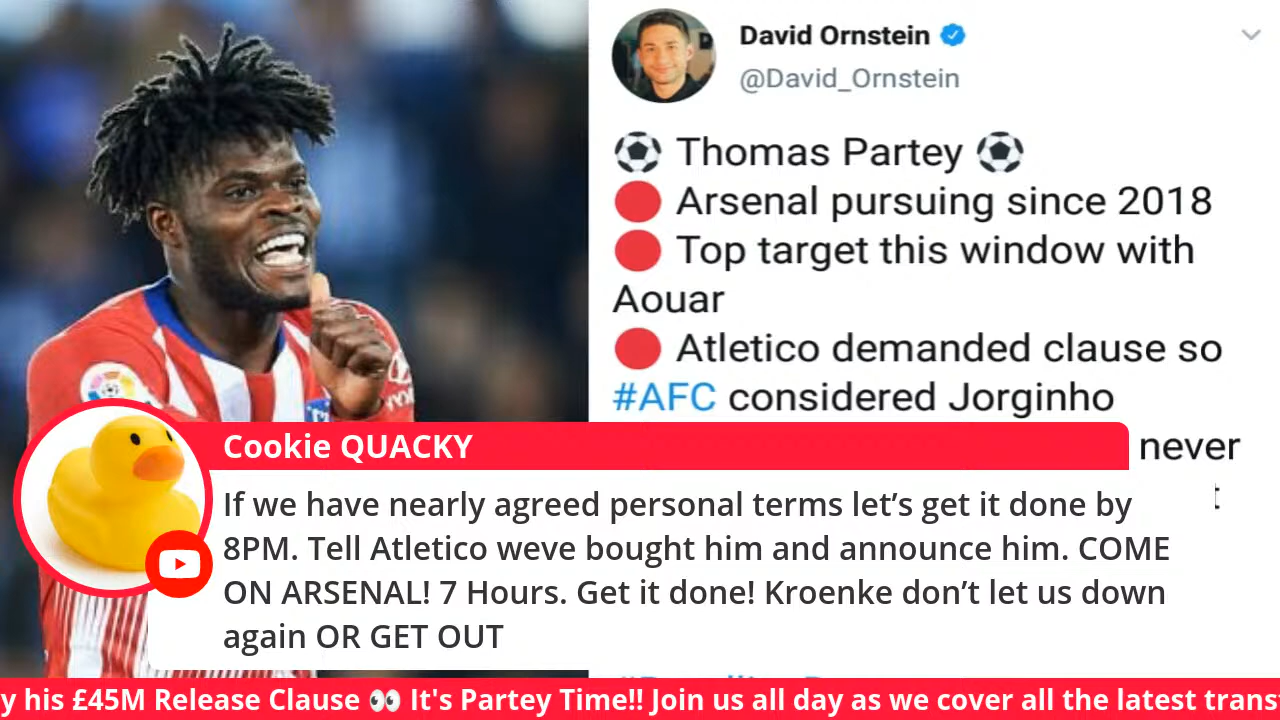 David Ornstein
@David_Ornstein
⚽ Thomas Partey ⚽
🔴 Arsenal pursuing since 2018
🔴 Top target this window with
Aouar
🔴 Atletico demanded clause so
#AFC considered Jorginho
never
Cookie QUACKY
If we have nearly agreed personal terms let’s get it done by
8PM. Tell Atletico weve bought him and announce him. COME
ON ARSENAL! 7 Hours. Get it done! Kroenke don’t let us down
again OR GET OUT
y his £45M Release Clause 👀 It's Partey Time!! Join us all day as we cover all the latest trans